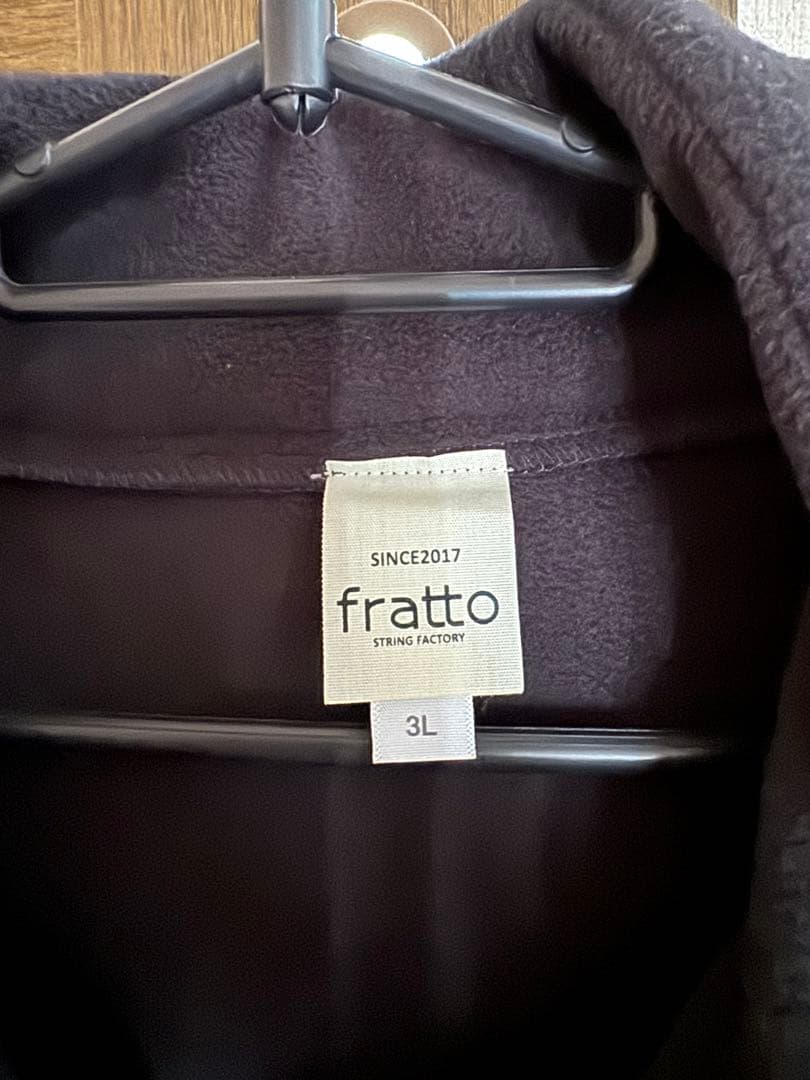 SINCE2017
fratto
STRING FACTORY
3L